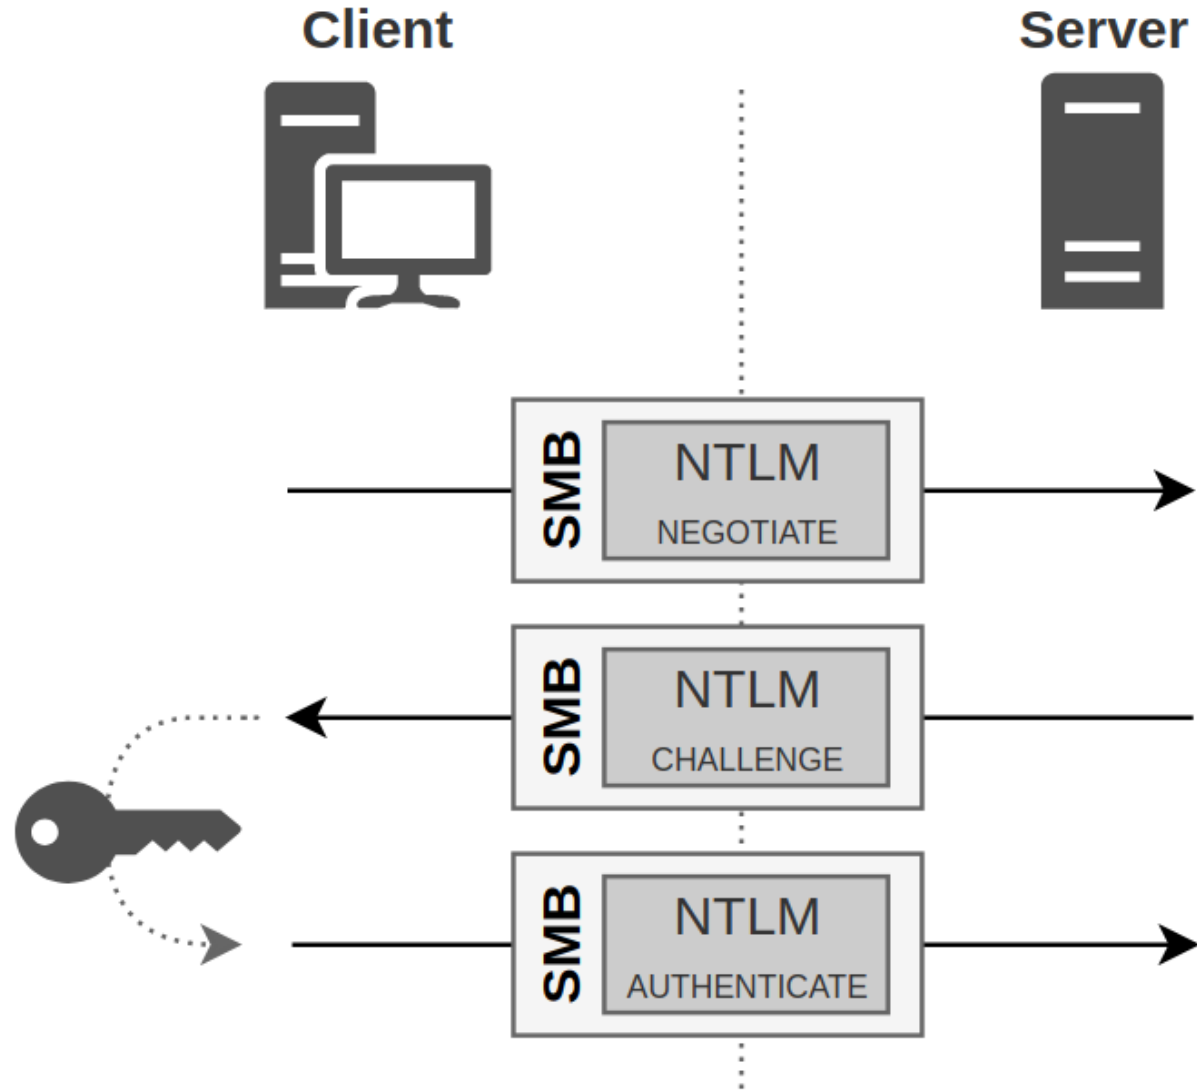 Client
Server
SMB
NTLM
NEGOTIATE
SMB
NTLM
CHALLENGE
SMB
NTLM
AUTHENTICATE